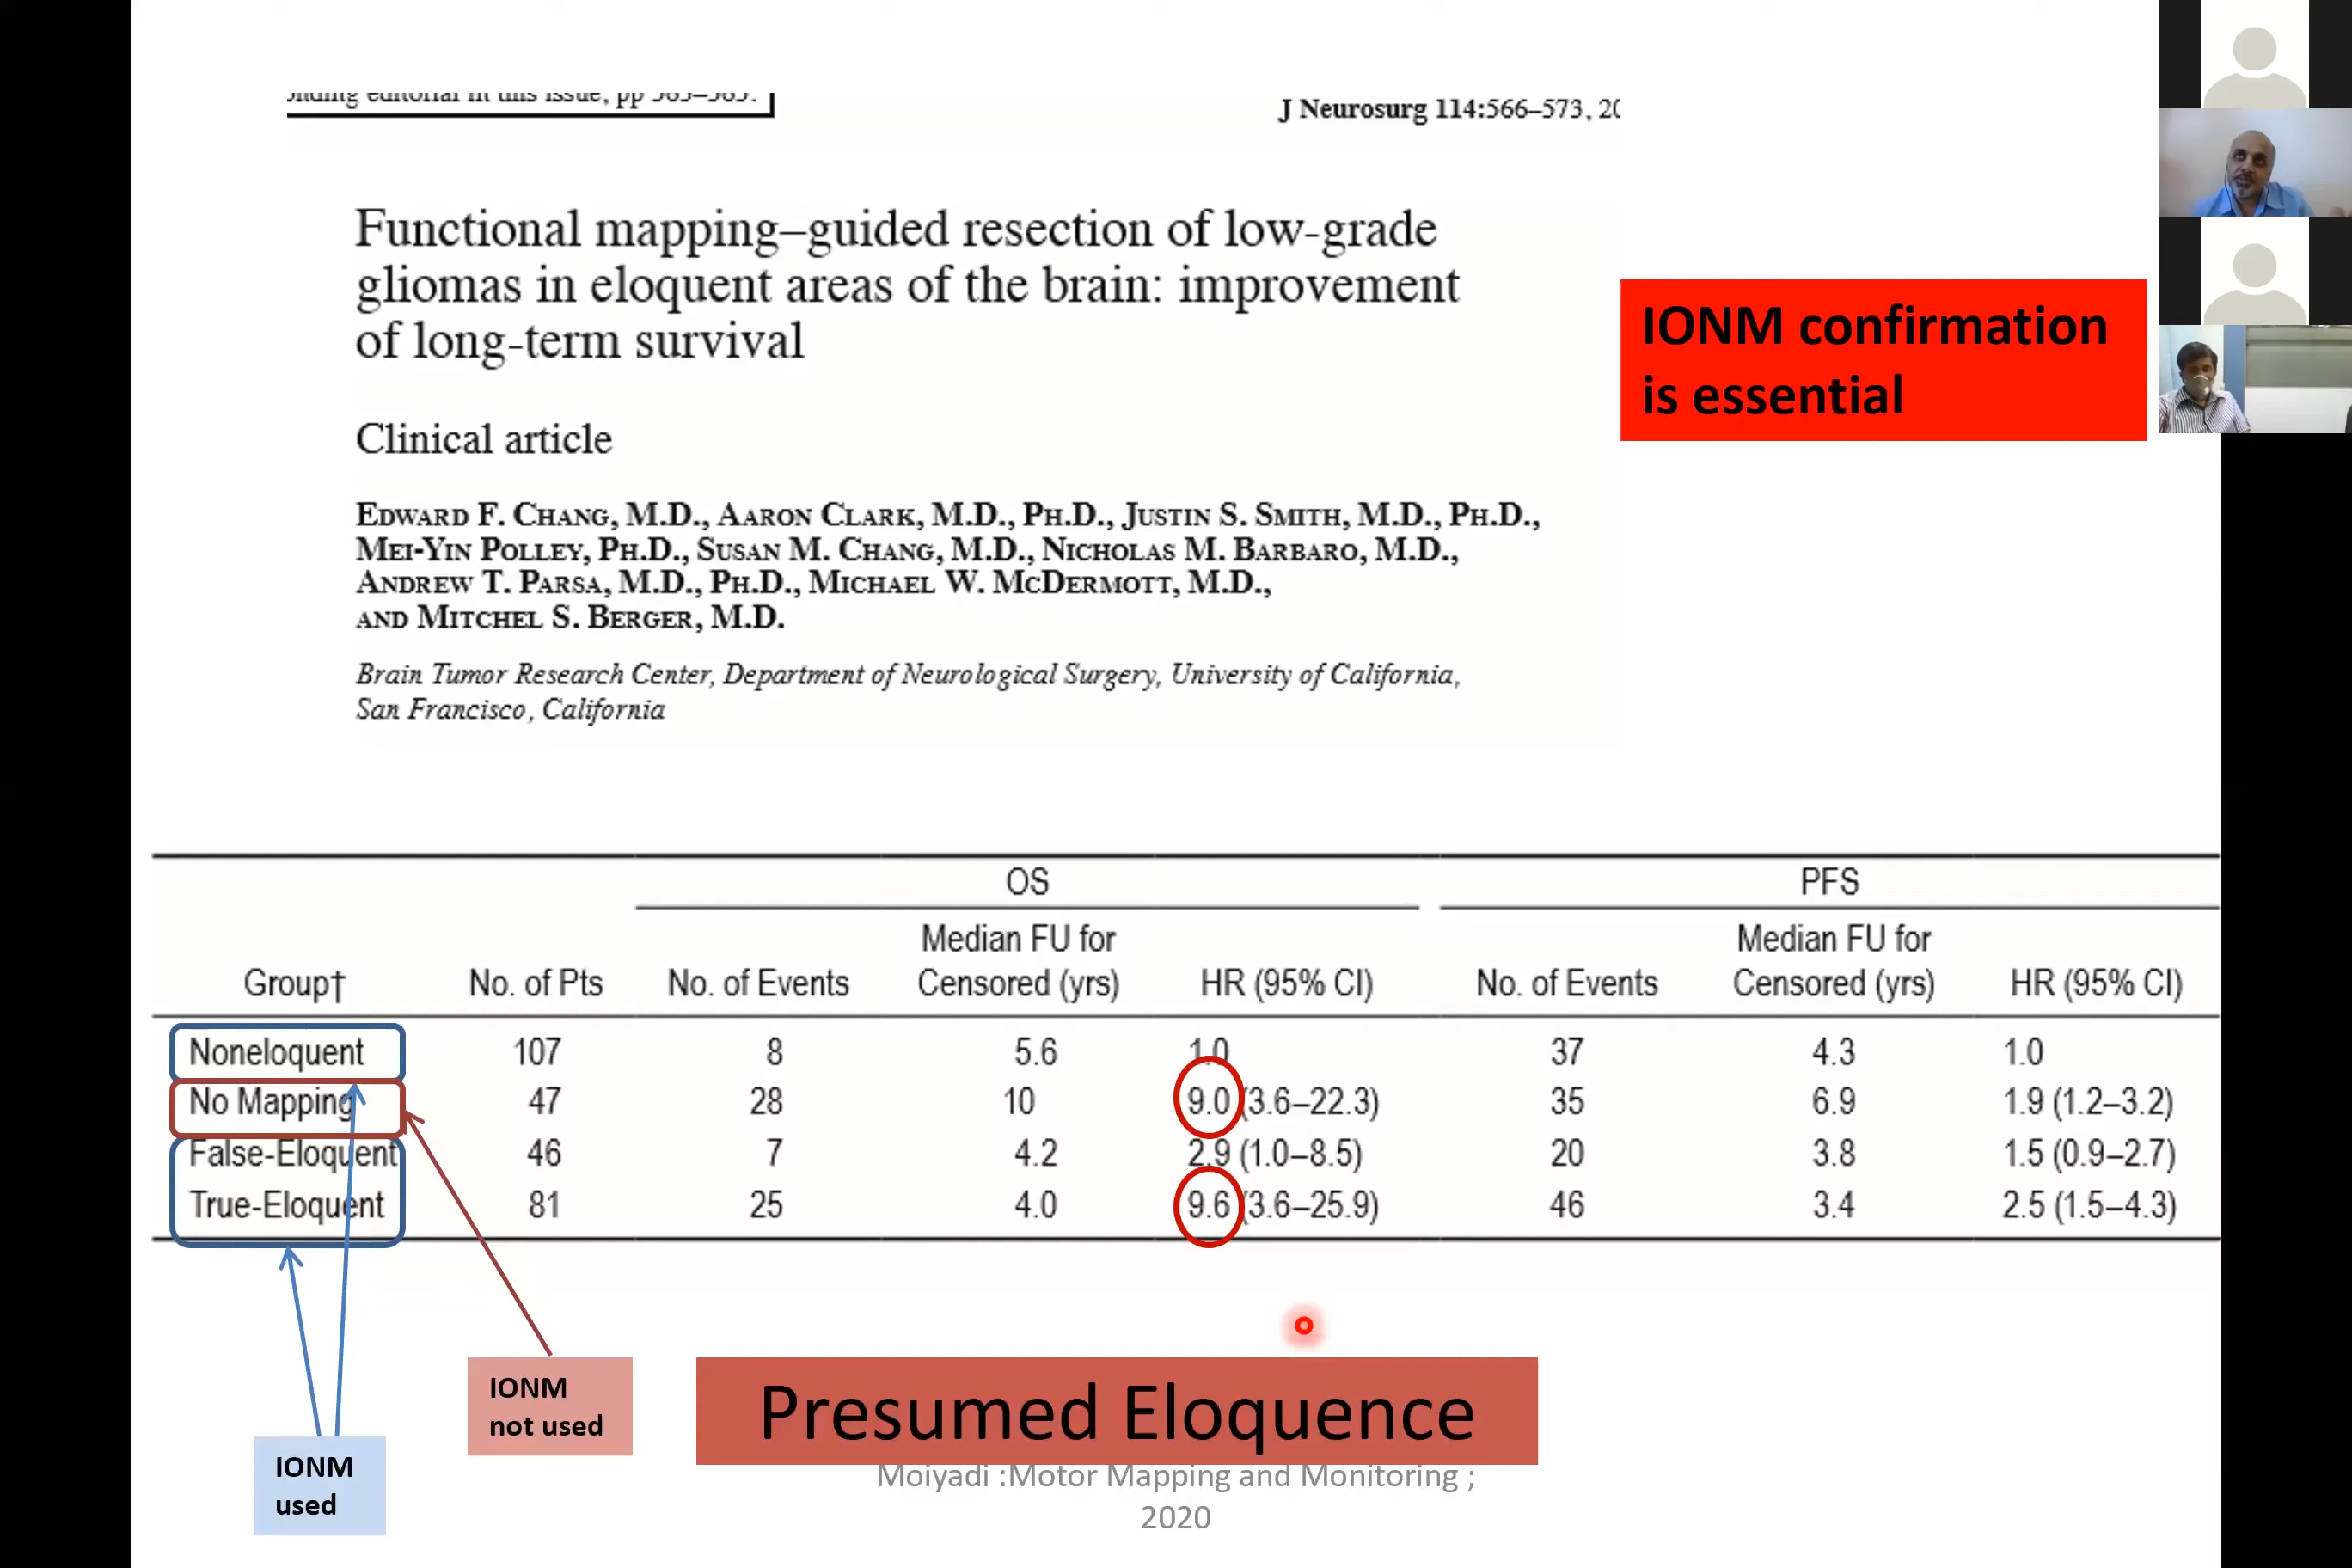 onding editorial in this issue, pp 563–565.
J Neurosurg 114:566–573, 20
Functional mapping–guided resection of low-grade
gliomas in eloquent areas of the brain: improvement
of long-term survival
IONM confirmation
is essential
Clinical article
Edward F. Chang, M.D., Aaron Clark, M.D., Ph.D., Justin S. Smith, M.D., Ph.D.,
Mei-Yin Polley, Ph.D., Susan M. Chang, M.D., Nicholas M. Barbaro, M.D.,
Andrew T. Parsa, M.D., Ph.D., Michael W. McDermott, M.D.,
and Mitchel S. Berger, M.D.
Brain Tumor Research Center, Department of Neurological Surgery, University of California,
San Francisco, California
OS PFS
Median FU for Median FU for
Group† No. of Pts No. of Events Censored (yrs) HR (95% CI) No. of Events Censored (yrs) HR (95% CI)
Noneloquent 107 8 5.6 1.0 37 4.3 1.0
No Mapping 47 28 10 9.0 (3.6–22.3) 35 6.9 1.9 (1.2–3.2)
False-Eloquent 46 7 4.2 2.9 (1.0–8.5) 20 3.8 1.5 (0.9–2.7)
True-Eloquent 81 25 4.0 9.6 (3.6–25.9) 46 3.4 2.5 (1.5–4.3)
IONM
not used
Presumed Eloquence
IONM
used
Moiyadi :Motor Mapping and Monitoring ;
2020